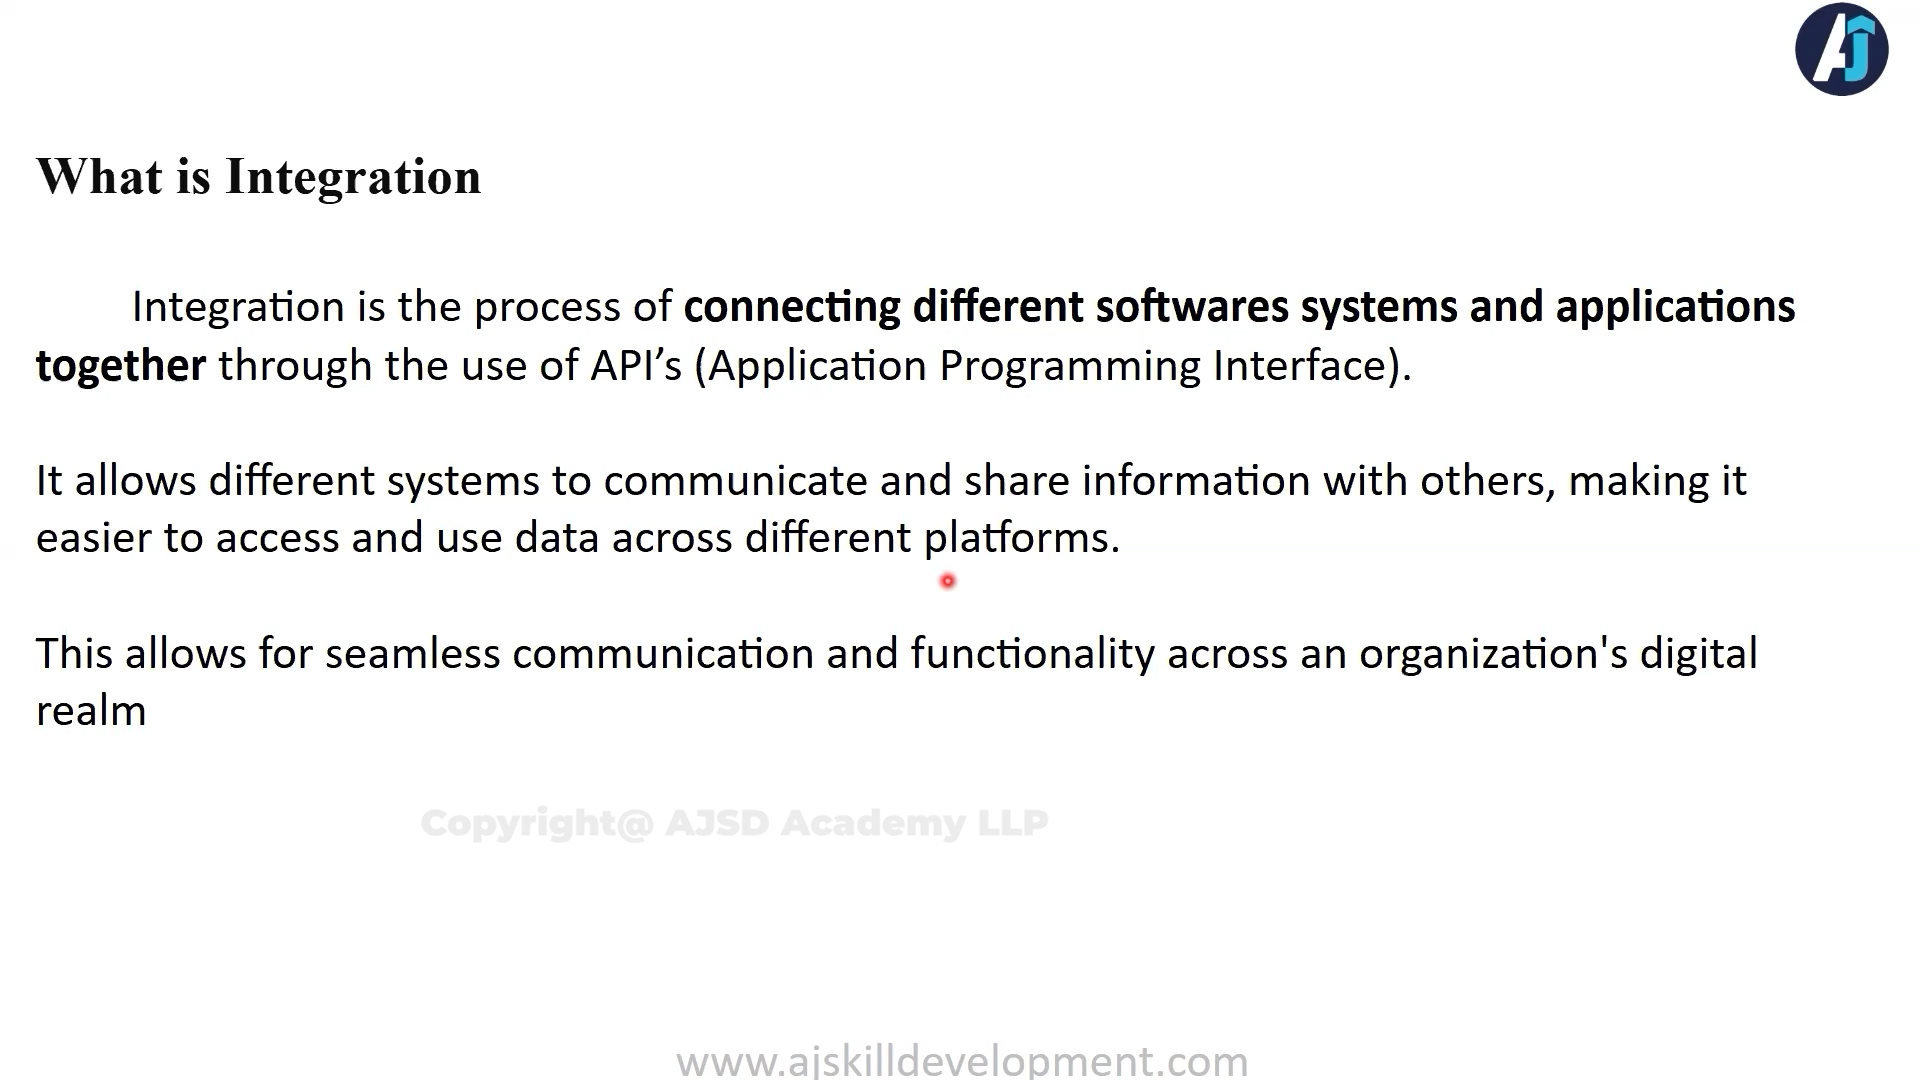 AJ
What is Integration
Integration is the process of connecting different softwares systems and applications
together through the use of API’s (Application Programming Interface).
It allows different systems to communicate and share information with others, making it
easier to access and use data across different platforms.
This allows for seamless communication and functionality across an organization's digital
realm
Copyright@ AJSD Academy LLP
www.ajskilldevelopment.com